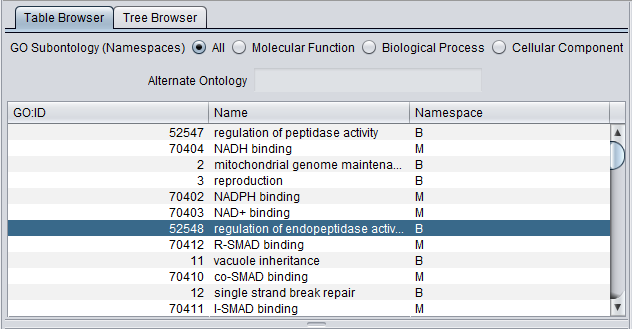 Table Browser Tree Browser
GO Subontology (Namespaces) All Molecular Function Biological Process Cellular Component
Alternate Ontology
GO:ID Name Namespace
52547 regulation of peptidase activity B
70404 NADH binding M
2 mitochondrial genome maintena... B
3 reproduction B
70402 NADPH binding M
70403 NAD+ binding M
52548 regulation of endopeptidase activ... B
70412 R-SMAD binding M
11 vacuole inheritance B
70410 co-SMAD binding M
12 single strand break repair B
70411 I-SMAD binding M